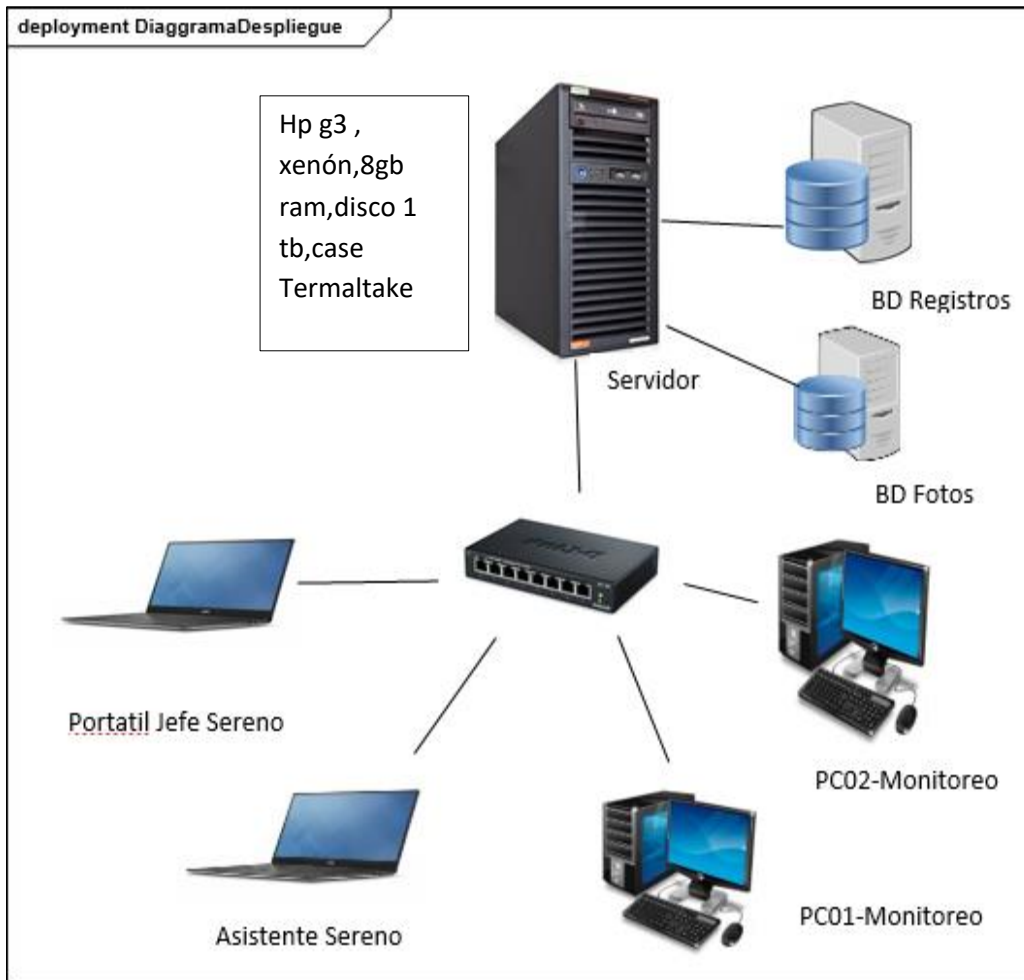 deployment DiaggramaDespliegue
Hp g3 ,
xenón,8gb
ram,disco 1
tb,case
Termaltake
BD Registros
Servidor
BD Fotos
Portatil Jefe Sereno
PC02-Monitoreo
Asistente Sereno
PC01-Monitoreo